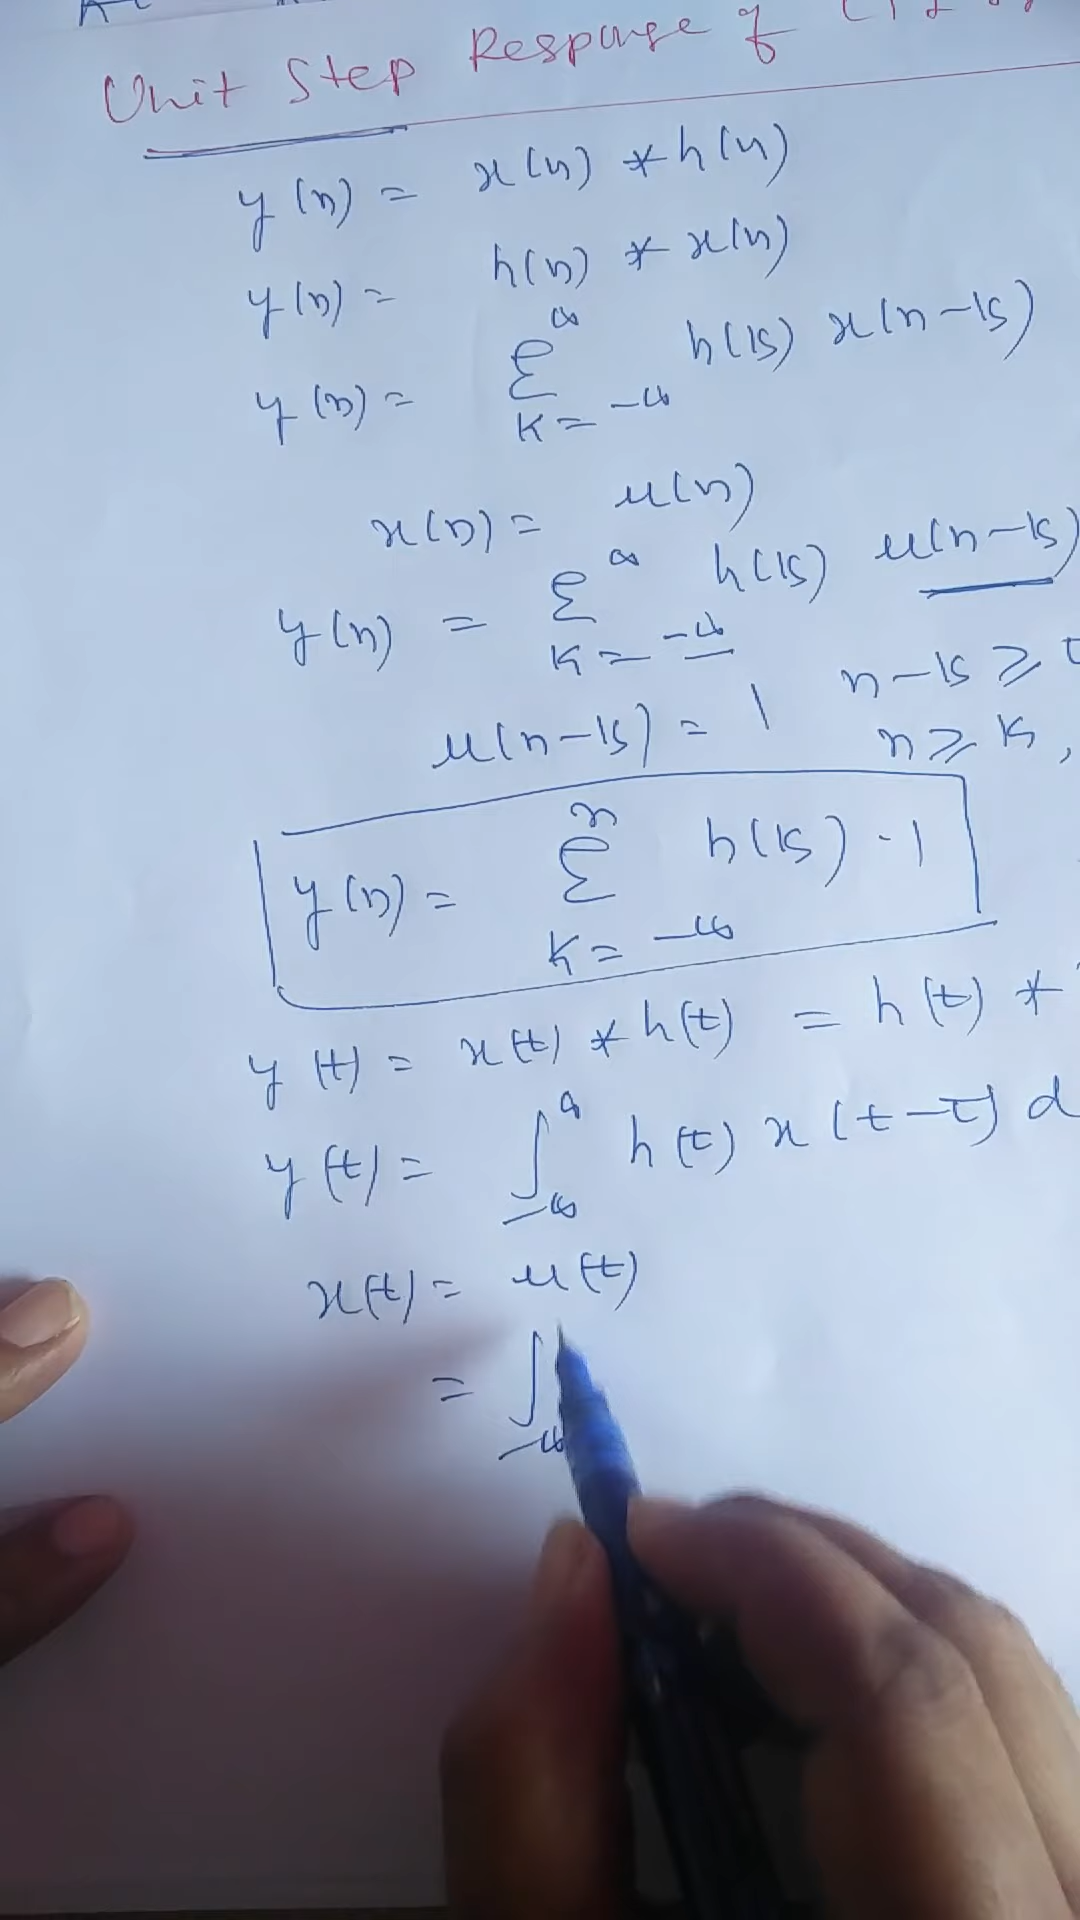 Unit Step Response of
y(n) = x(n) * h(n)
y(n) = h(n) * x(n)
y(n) = Σ_{k=-∞}^{∞} h(k) x(n-k)
x(n) = u(n)
y(n) = Σ_{k=-∞}^{∞} h(k) u(n-k)
u(n-k) = 1 n-k ≥
n ≥ k,
y(n) = Σ_{k=-∞}^{n} h(k) · 1
y(t) = x(t) * h(t) = h(t) *
y(t) = ∫_{-∞}^{∞} h(τ) x(t-τ) d
x(t) = u(t)
= ∫_{-∞}